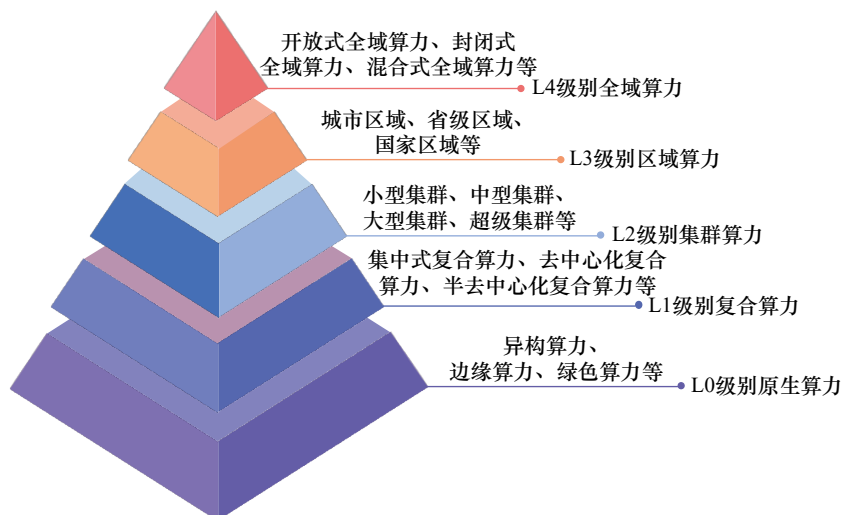 开放式全域算力、封闭式
全域算力、混合式全域算力等
L4级别全域算力
城市区域、省级区域、
国家区域等
L3级别区域算力
小型集群、中型集群、
大型集群、超级集群等
L2级别集群算力
集中式复合算力、去中心化复合
算力、半去中心化复合算力等
L1级别复合算力
异构算力、
边缘算力、绿色算力等
L0级别原生算力